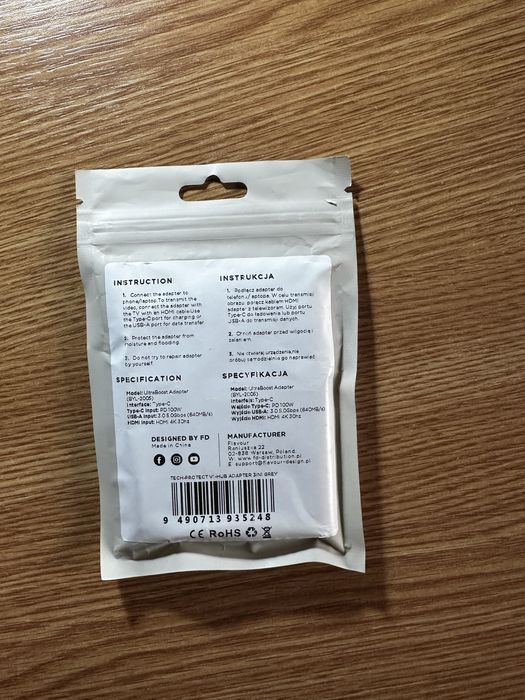 INSTRUCTION
1. Connect the adapter to
phone/laptop.To transmit the
video, connect the adapter with
the TV with an HDMI cable.Use
the Type-C port for charging or
the USB-A port for data transfer.
2. Protect the adapter from
moisture and flooding.
3. Do not try to repair adapter
by yourself.
INSTRUKCJA
1. Podłącz adapter do
telefonu/ laptopa. W celu transmisji
obrazu, połącz kablem HDMI
adapter z telewizorem. Użyj portu
Type-C do ładowania lub portu
USB-A do transmisji danych.
2. Chroń adapter przed wilgocią i
zalaniem.
3. Nie otwieraj urządzenia,nie
próbuj samodzielnie go naprawiać
SPECIFICATION
Model: UltraBoost Adapter
(BYL-2005)
Interface: Type-C
Type-C Input: PD 100W
USB-A Input: 3.0 5.0Gbps (640MB/s)
HDMI Input: HDMI 4K 30hz
SPECYFIKACJA
Model: UltraBoost Adapter
(BYL-2005)
Interface: Type-C
Wejście Type-C: PD 100W
Wejście USB-A: 3.0 5.0Gbps (640MB/s)
Wyjście HDMI: HDMI 4K 30hz
DESIGNED BY FD
Made in China
MANUFACTURER
Flavour
Raniuszka 22
02-838 Warsaw, Poland.
W: www.fd-distribution.pl
E: support@flavour-design.pl
TECH-PROTECT V1-HUB ADAPTER 3IN1 GREY
9 490713 935248
CE RoHS